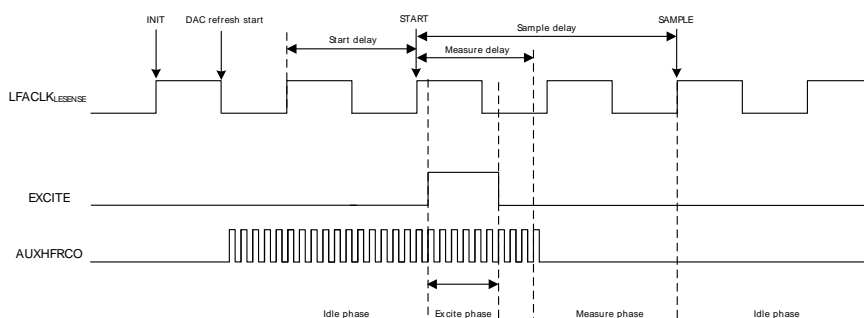 INIT
DAC refresh start
START
SAMPLE
Start delay
Sample delay
Measure delay
LFACLK_LESENSE
EXCITE
AUXHFRCO
Idle phase
Excite phase
Measure phase
Idle phase